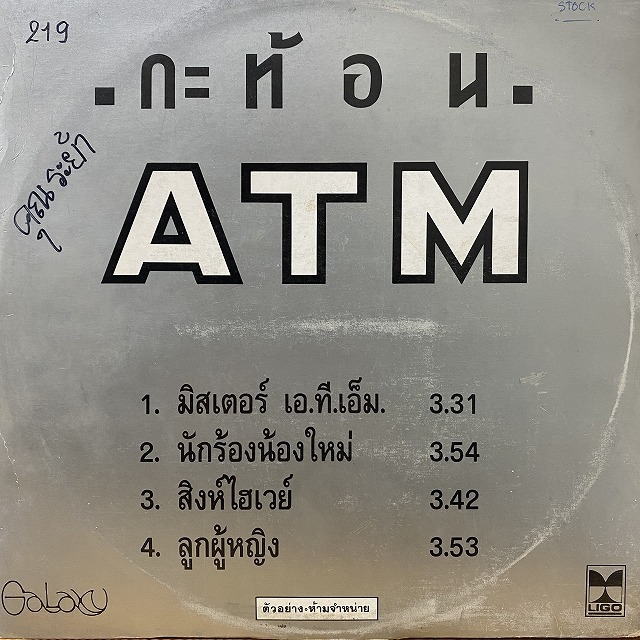 219
STOCK
. กะท้อน.
ATM
1. มิสเตอร์ เอ.ที.เอ็ม. 3.31
2. นักร้องน้องใหม่ 3.54
3. สิงห์ไฮเวย์ 3.42
4. ลูกผู้หญิง 3.53
Galaxy
ตัวอย่าง-ห้ามจำหน่าย
LIGO